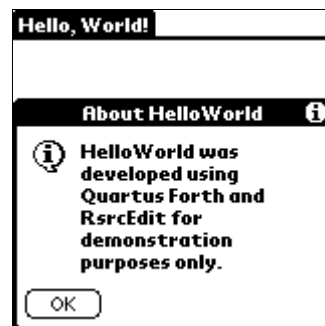 Hello, World!
About HelloWorld
HelloWorld was
developed using
Quartus Forth and
RsrcEdit for
demonstration
purposes only.
OK